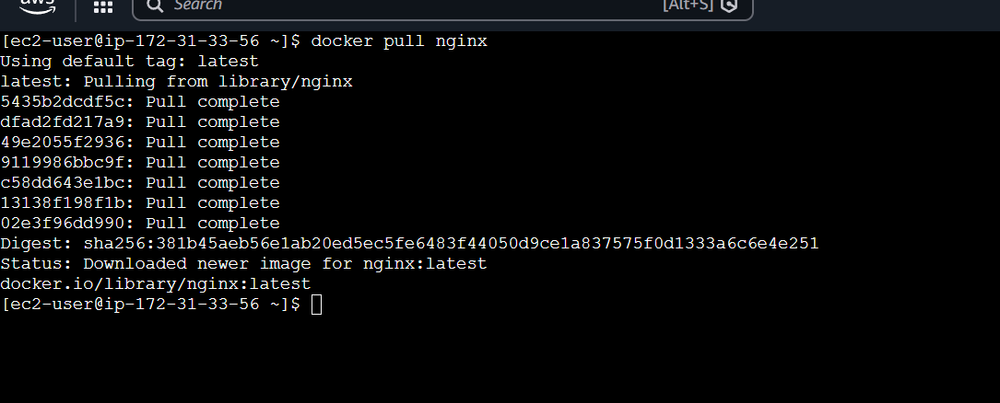 aws
Search
[Alt+S]
[ec2-user@ip-172-31-33-56 ~]$ docker pull nginx
Using default tag: latest
latest: Pulling from library/nginx
5435b2dcdf5c: Pull complete
dfad2fd217a9: Pull complete
49e2055f2936: Pull complete
9119986bbc9f: Pull complete
c58dd643e1bc: Pull complete
13138f198f1b: Pull complete
02e3f96dd990: Pull complete
Digest: sha256:381b45aeb56e1ab20ed5ec5fe6483f44050d9ce1a837575f0d1333a6c6e4e251
Status: Downloaded newer image for nginx:latest
docker.io/library/nginx:latest
[ec2-user@ip-172-31-33-56 ~]$